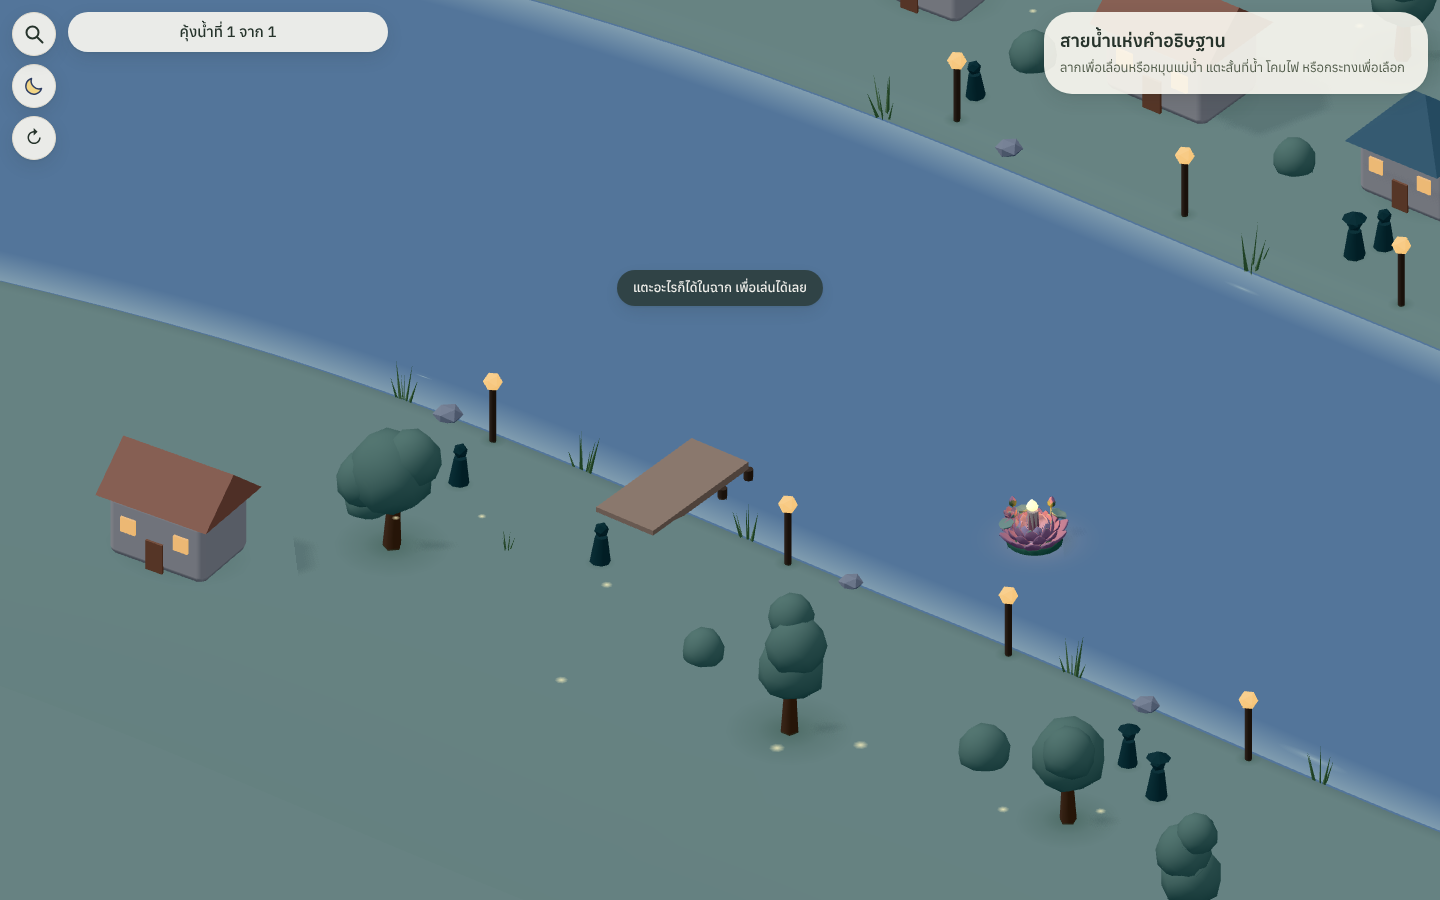 คุ้งน้ำที่ 1 จาก 1
สายน้ำแห่งคำอธิษฐาน
ลากเพื่อเลื่อนหรือหมุนแม่น้ำ แตะสั้นที่น้ำ โคมไฟ หรือกระทงเพื่อเลือก
แตะอะไรก็ได้ในฉาก เพื่อเล่นได้เลย